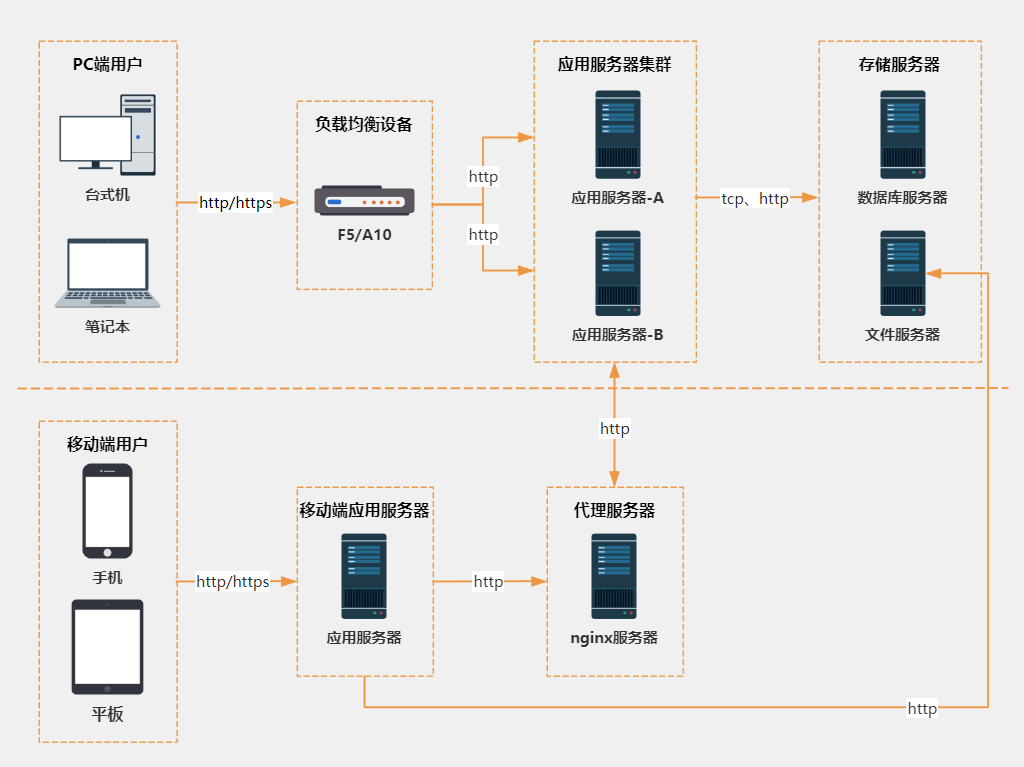 PC端用户
台式机
笔记本
http/https
负载均衡设备
F5/A10
http
http
应用服务器集群
应用服务器-A
应用服务器-B
tcp、http
存储服务器
数据库服务器
文件服务器
http
移动端用户
手机
平板
http/https
移动端应用服务器
应用服务器
http
代理服务器
nginx服务器
http